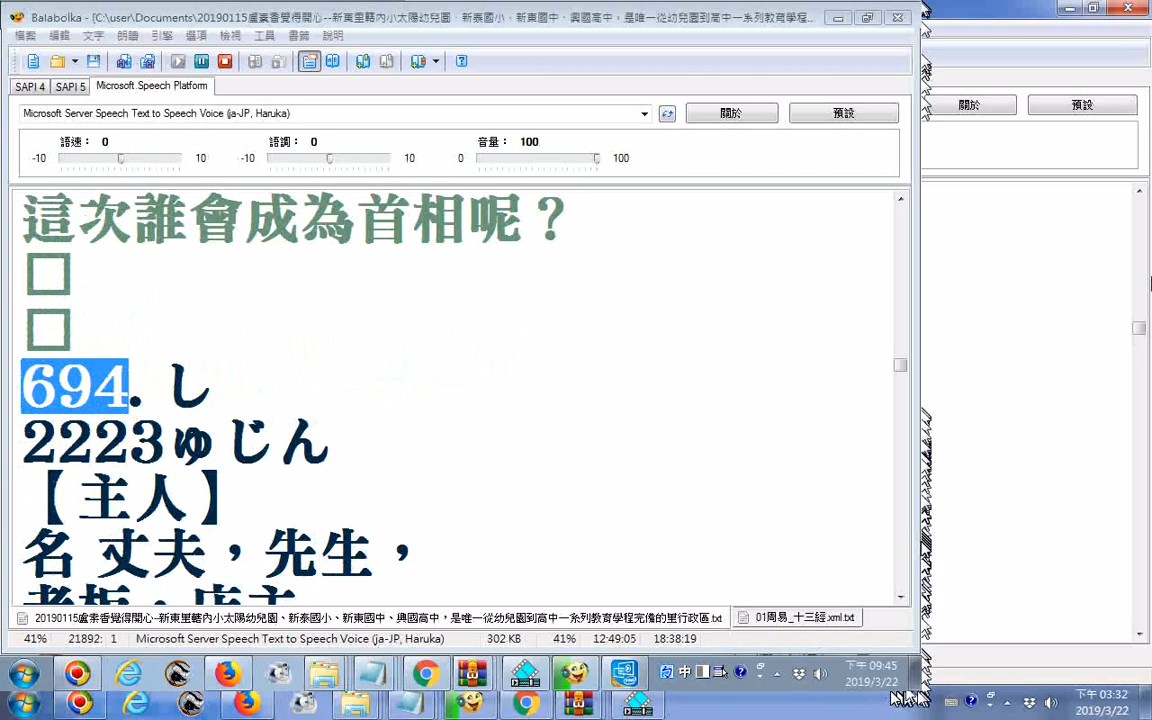 Balabolka - [C:\user\Documents\20190115盧素香覺得開心--新東里轄內小太陽幼兒園、新泰國小、新東國中、興國高中，是唯一從幼兒園到高中一系列教育學程完...
檔案 編輯 文字 朗讀 引擎 選項 檢視 工具 書籤 說明
SAPI 4 SAPI 5 Microsoft Speech Platform
Microsoft Server Speech Text to Speech Voice (ja-JP, Haruka) 關於 預設
關於 預設
語速： 0 語調： 0 音量： 100
-10 10 -10 10 0 100
這次誰會成為首相呢？
□
□
694. し
2223ゅじん
【主人】
名 丈夫，先生，
老板，店主
20190115盧素香覺得開心--新東里轄內小太陽幼兒園、新泰國小、新東國中、興國高中，是唯一從幼兒園到高中一系列教育學程完備的里行政區.txt 01周易_十三經.xml.txt
41% 21892: 1 Microsoft Server Speech Text to Speech Voice (ja-JP, Haruka) 302 KB 41% 12:49:05 18:38:19
中 下午 09:45
2019/3/22
下午 03:32
2019/3/22